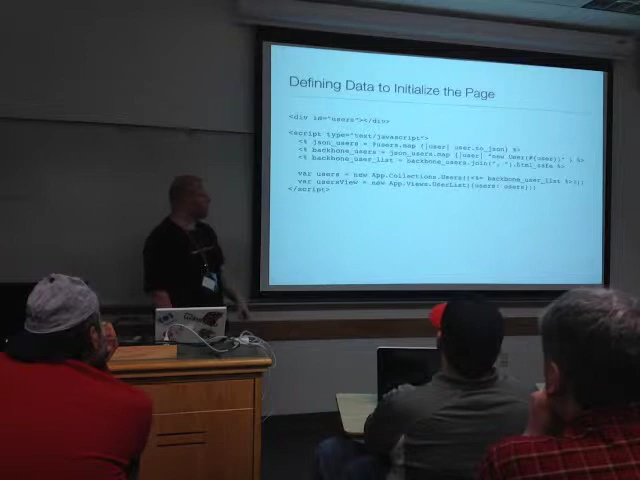 Defining Data to Initialize the Page
<div id="users"></div>
<script type="text/javascript">
<% json_users = @users.map {|user| user.to_json} %>
<% backbone_users = json_users.map {|user| "new User(#{user})" } %>
<% backbone_user_list = backbone_users.join(", ").html_safe %>
var users = new App.Collections.Users([<%= backbone_user_list %>]);
var usersView = new App.Views.UserList({users: users});
</script>